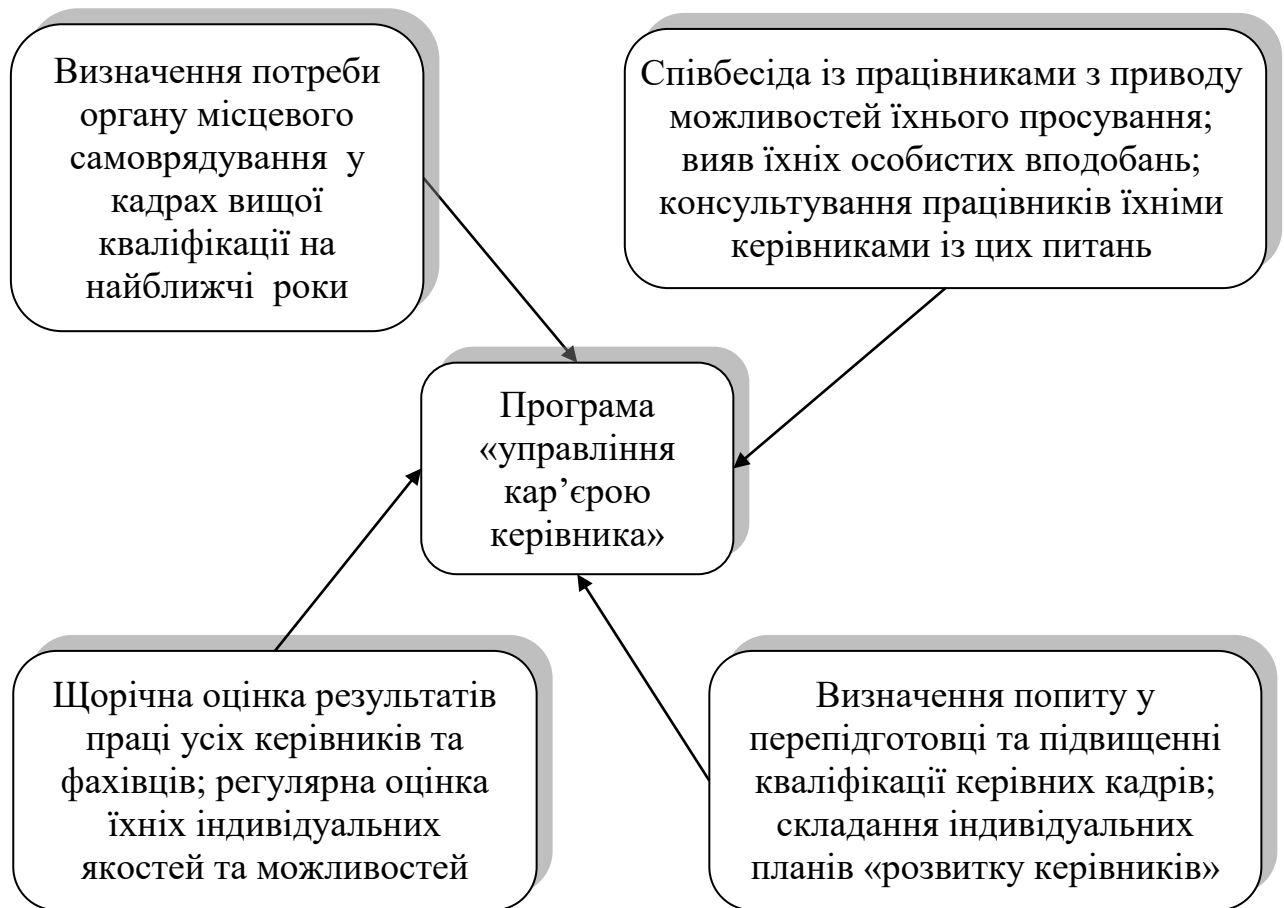 Визначення потреби
органу місцевого
самоврядування у
кадрах вищої
кваліфікації на
найближчі роки
Співбесіда із працівниками з приводу
можливостей їхнього просування;
вияв їхніх особистих вподобань;
консультування працівників їхніми
керівниками із цих питань
Програма
«управління
кар’єрою
керівника»
Щорічна оцінка результатів
праці усіх керівників та
фахівців; регулярна оцінка
їхніх індивідуальних
якостей та можливостей
Визначення попиту у
перепідготовці та підвищенні
кваліфікації керівних кадрів;
складання індивідуальних
планів «розвитку керівників»